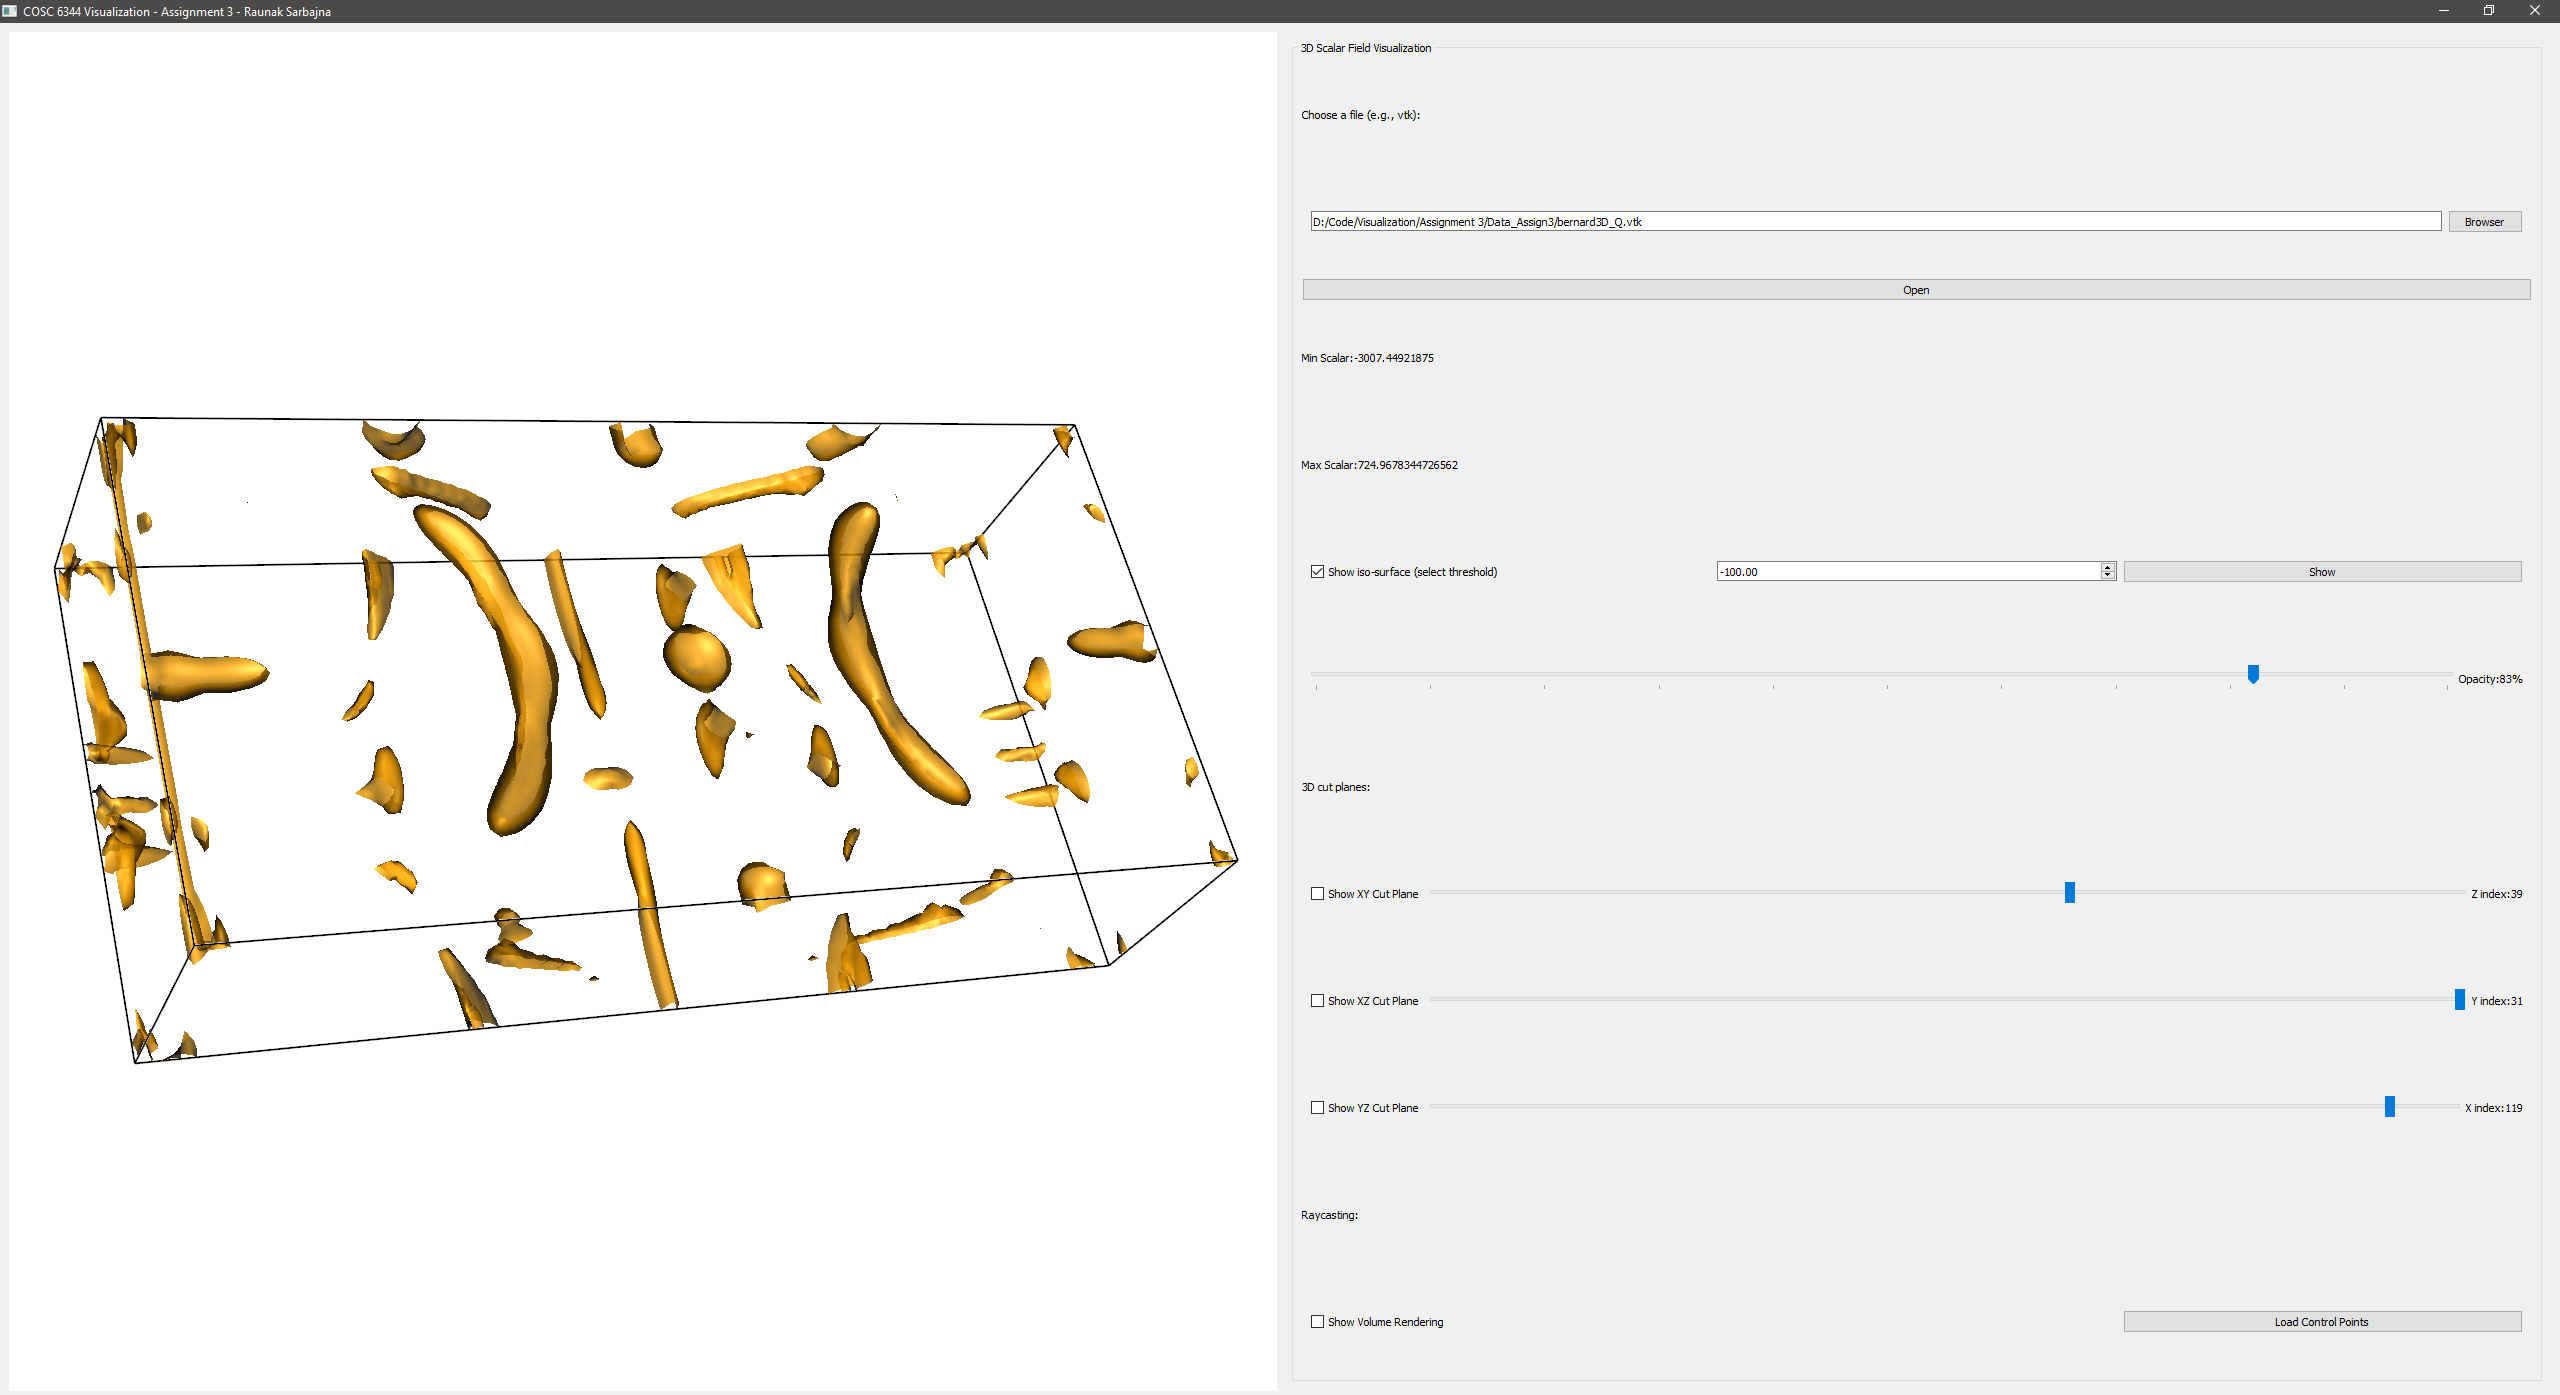 COSC 6344 Visualization - Assignment 3 - Raunak Sarbajna
3D Scalar Field Visualization
Choose a file (e.g., vtk):
D:/Code/Visualization/Assignment 3/Data_Assign3/bernard3D_Q.vtk
Browser
Open
Min Scalar:-3007.44921875
Max Scalar:724.9678344726562
Show iso-surface (select threshold)
-100.00
Show
Opacity:83%
3D cut planes:
Show XY Cut Plane
Z index:39
Show XZ Cut Plane
Y index:31
Show YZ Cut Plane
X index:119
Raycasting:
Show Volume Rendering
Load Control Points